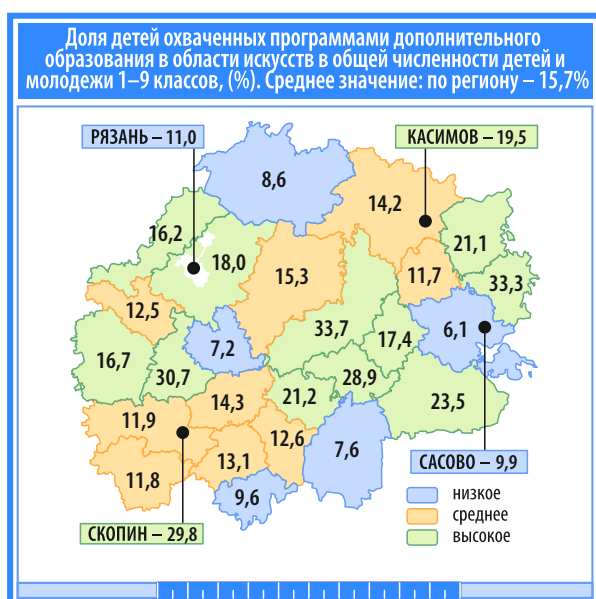 Доля детей охваченных программами дополнительного
образования в области искусств в общей численности детей и
молодежи 1–9 классов, (%). Среднее значение: по региону – 15,7%
РЯЗАНЬ – 11,0
КАСИМОВ – 19,5
8,6
14,2
16,2
18,0
21,1
15,3
11,7
33,3
12,5
33,7
17,4
6,1
7,2
16,7
30,7
28,9
14,3
21,2
23,5
11,9
12,6
7,6
13,1
11,8
9,6
САСОВО – 9,9
СКОПИН – 29,8
низкое
среднее
высокое